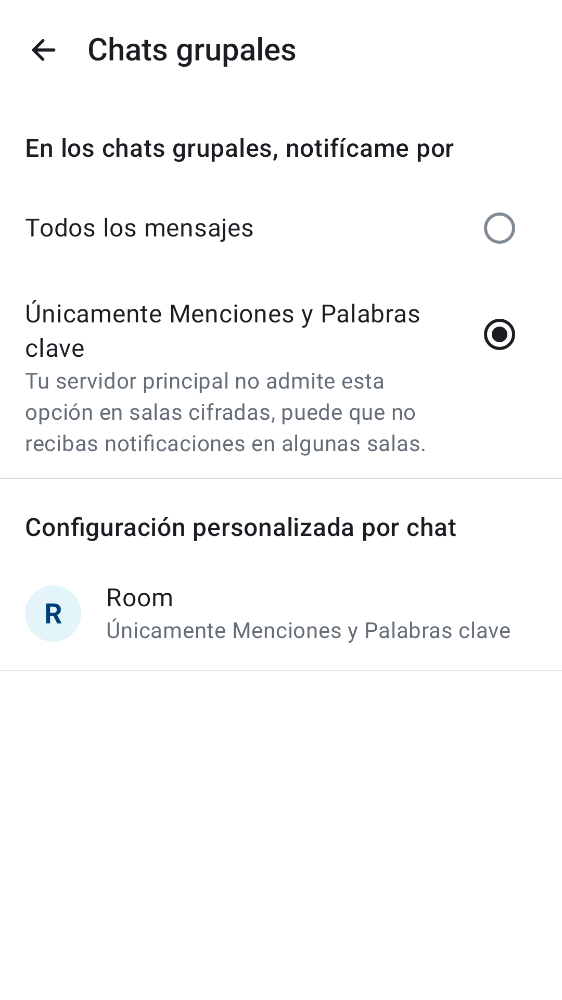 Chats grupales
En los chats grupales, notifícame por
Todos los mensajes
Únicamente Menciones y Palabras
clave
Tu servidor principal no admite esta
opción en salas cifradas, puede que no
recibas notificaciones en algunas salas.
Configuración personalizada por chat
R
Room
Únicamente Menciones y Palabras clave